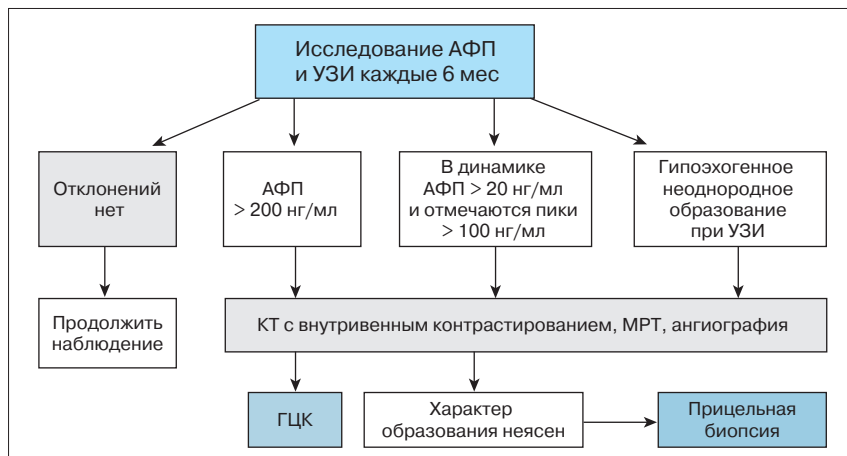 Исследование АФП
и УЗИ каждые 6 мес
Отклонений
нет
АФП
> 200 нг/мл
В динамике
АФП > 20 нг/мл
и отмечаются пики
> 100 нг/мл
Гипоэхогенное
неоднородное
образование
при УЗИ
Продолжить
наблюдение
КТ с внутривенным контрастированием, МРТ, ангиография
ГЦК
Характер
образования неясен
Прицельная
биопсия